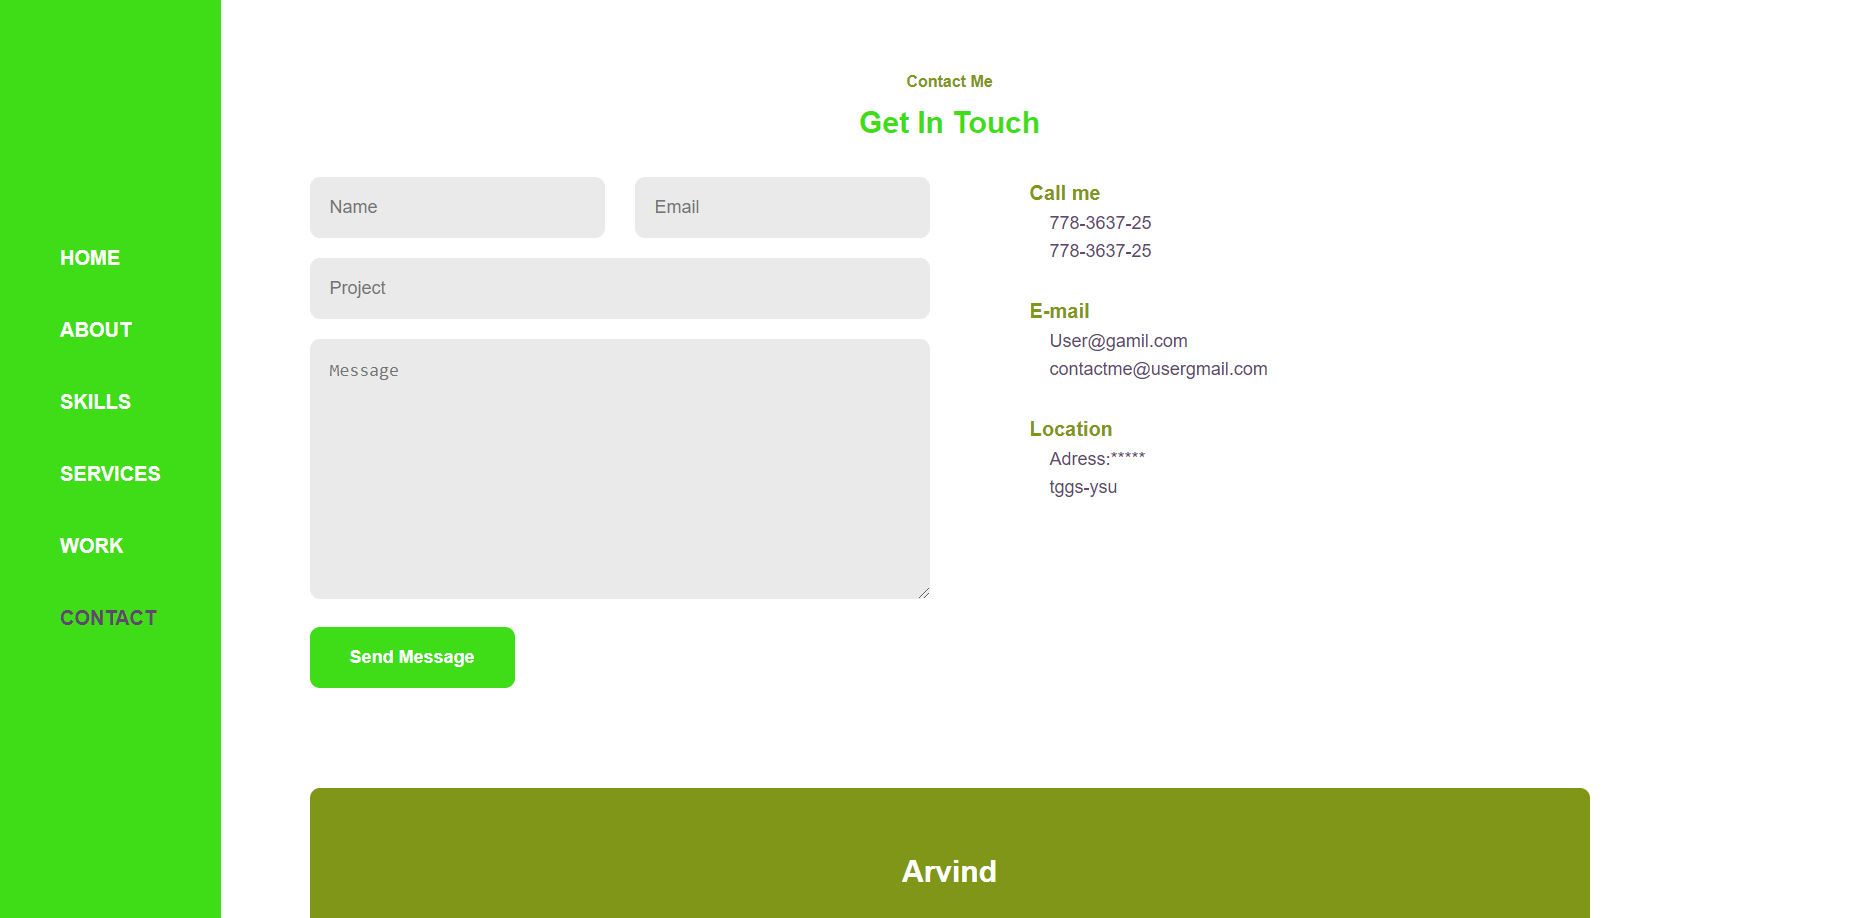 HOME
ABOUT
SKILLS
SERVICES
WORK
CONTACT
Contact Me
Get In Touch
Name
Email
Project
Message
Send Message
Call me
778-3637-25
778-3637-25
E-mail
User@gamil.com
contactme@usergmail.com
Location
Adress:*****
tggs-ysu
Arvind